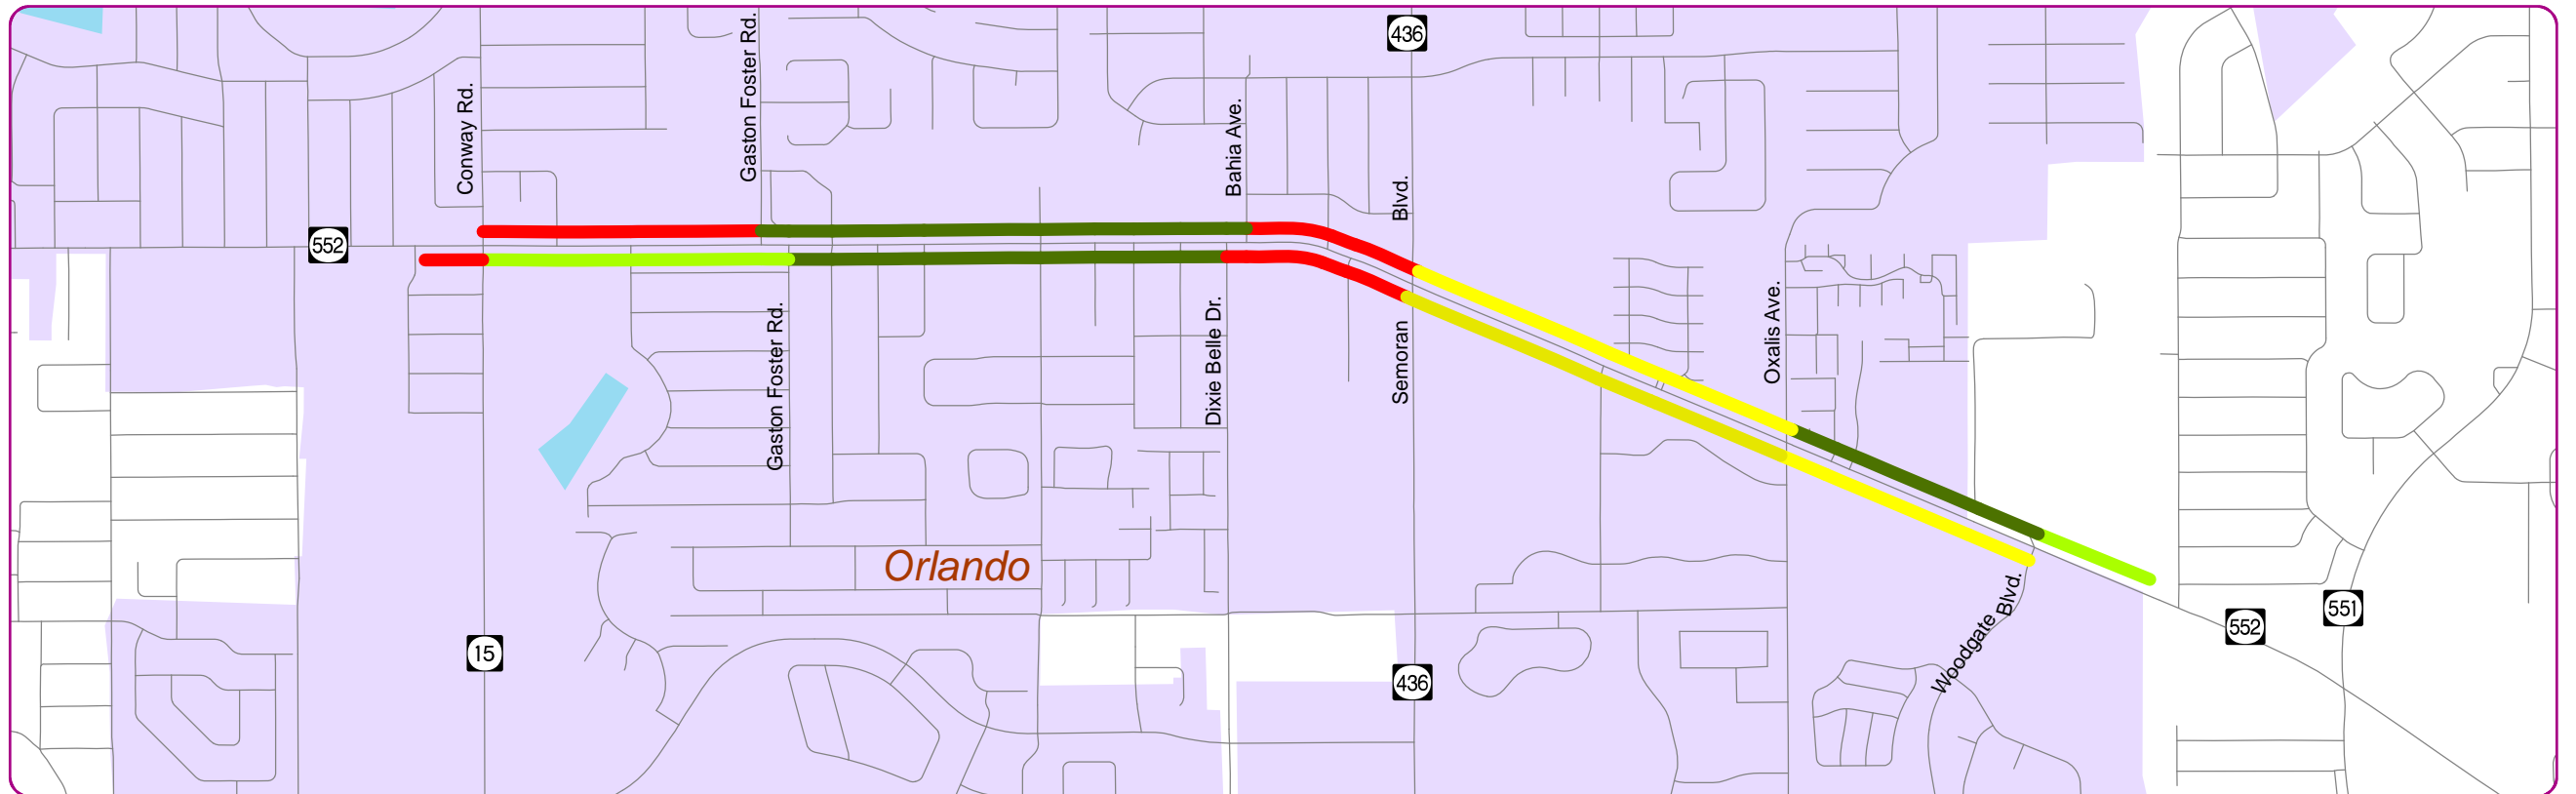 436
Gaston Foster Rd.
Conway Rd.
Bahia Ave.
Blvd.
552
Oxalis Ave.
Dixie Belle Dr.
Gaston Foster Rd.
Semoran
Orlando
Woodgate Blvd.
551
552
15
436